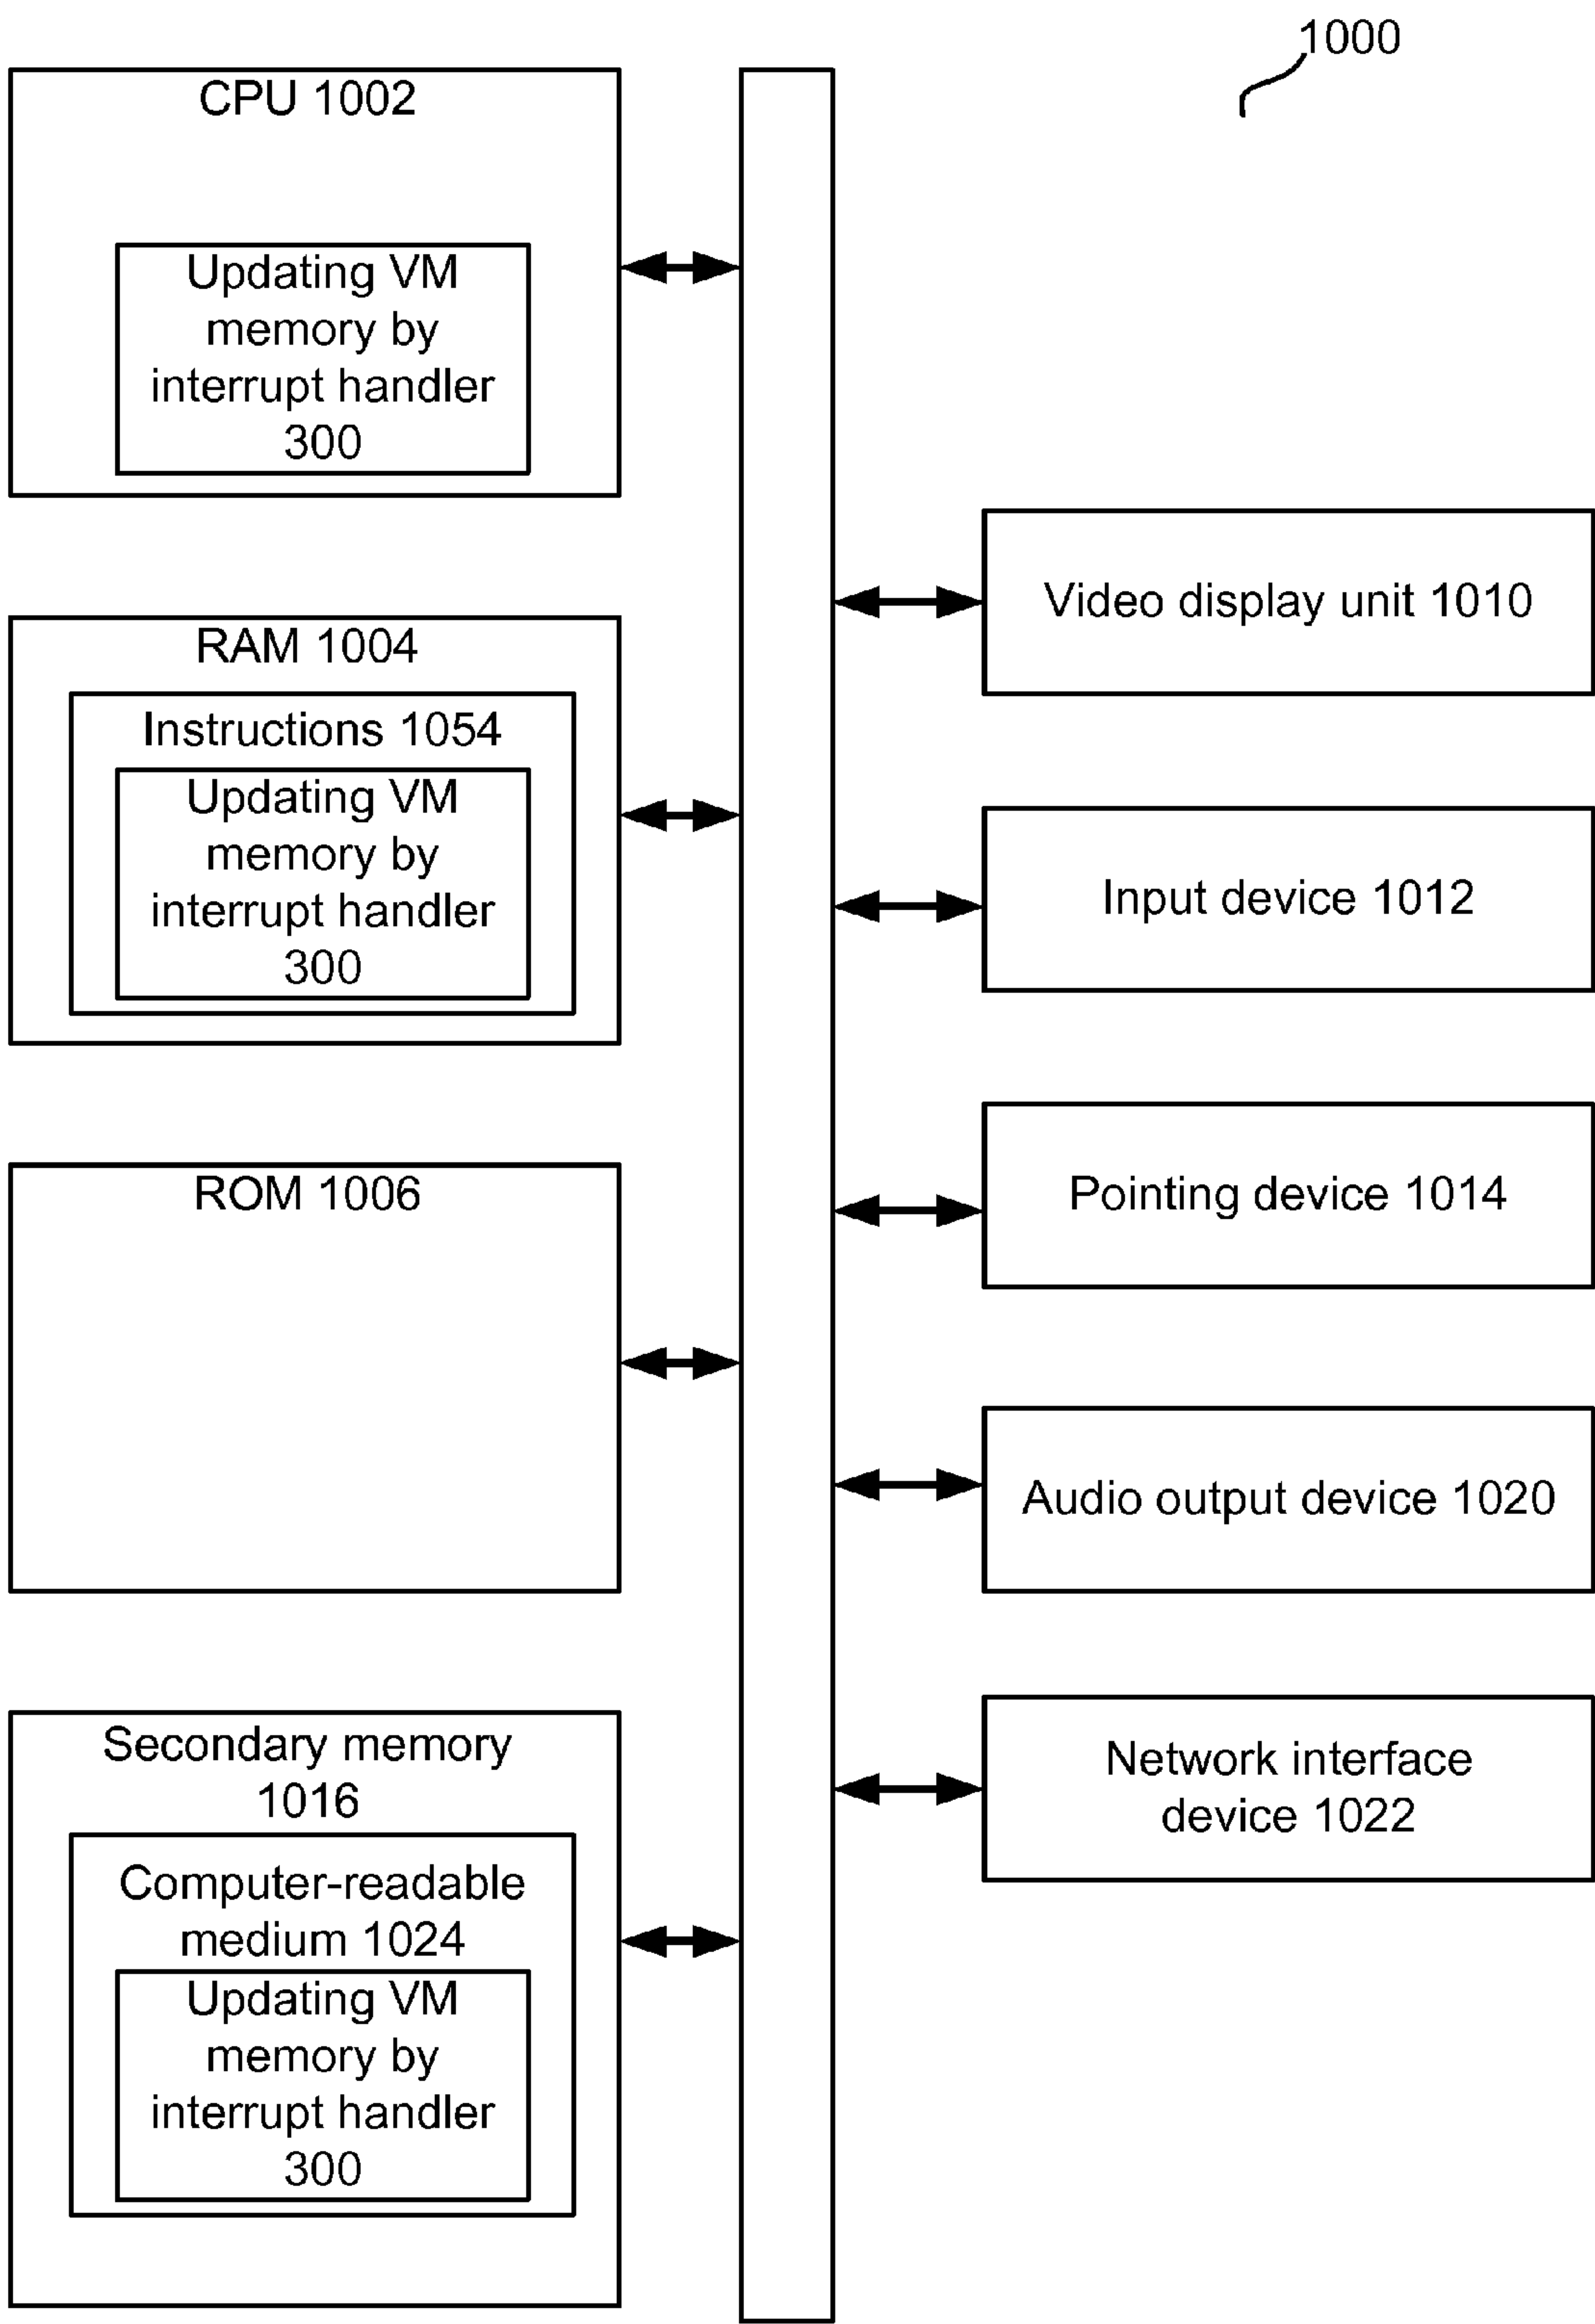 1000
CPU 1002
Updating VM
memory by
interrupt handler
300
RAM 1004
Instructions 1054
Updating VM
memory by
interrupt handler
300
ROM 1006
Secondary memory
1016
Computer-readable
medium 1024
Updating VM
memory by
interrupt handler
300
Video display unit 1010
Input device 1012
Pointing device 1014
Audio output device 1020
Network interface
device 1022